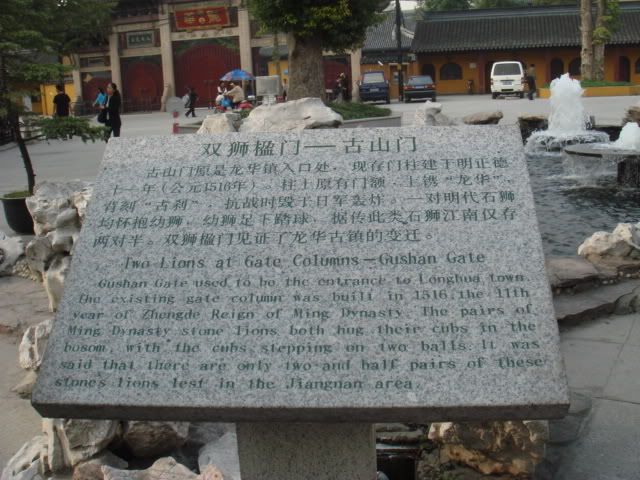 双狮楹门——古山门
古山门原是龙华镇入口处，现存门柱建于明正德
十一年（公元1516年）。柱上原有门额，上镌“龙华”，
背刻“古刹”，抗战时毁于日军轰炸。一对明代石狮
均怀抱幼狮，幼狮足下踏球，据传此类石狮江南仅存
两对半。双狮楹门见证了龙华古镇的变迁。
Two Lions at Gate Columns—Gushan Gate
Gushan Gate used to be the entrance to Longhua town.
The existing gate column was built in 1516, the 11th
year of Zhengde Reign of Ming Dynasty. The pairs of
Ming Dynasty stone lions both hug their cubs in the
bosom, with the cubs stepping on two balls. It was
said that there are only two and half pairs of these
stones lions lest in the Jiangnan area.